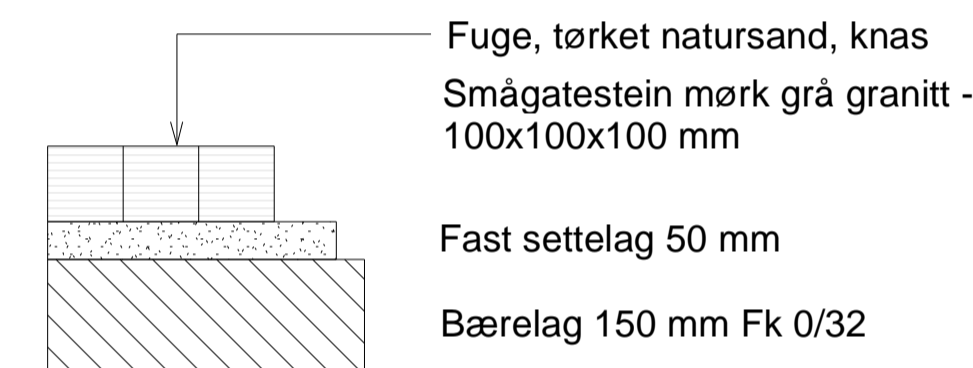 Fuge, tørket natursand, knas
Smågatestein mørk grå granitt -
100x100x100 mm
Fast settelag 50 mm
Bærelag 150 mm Fk 0/32